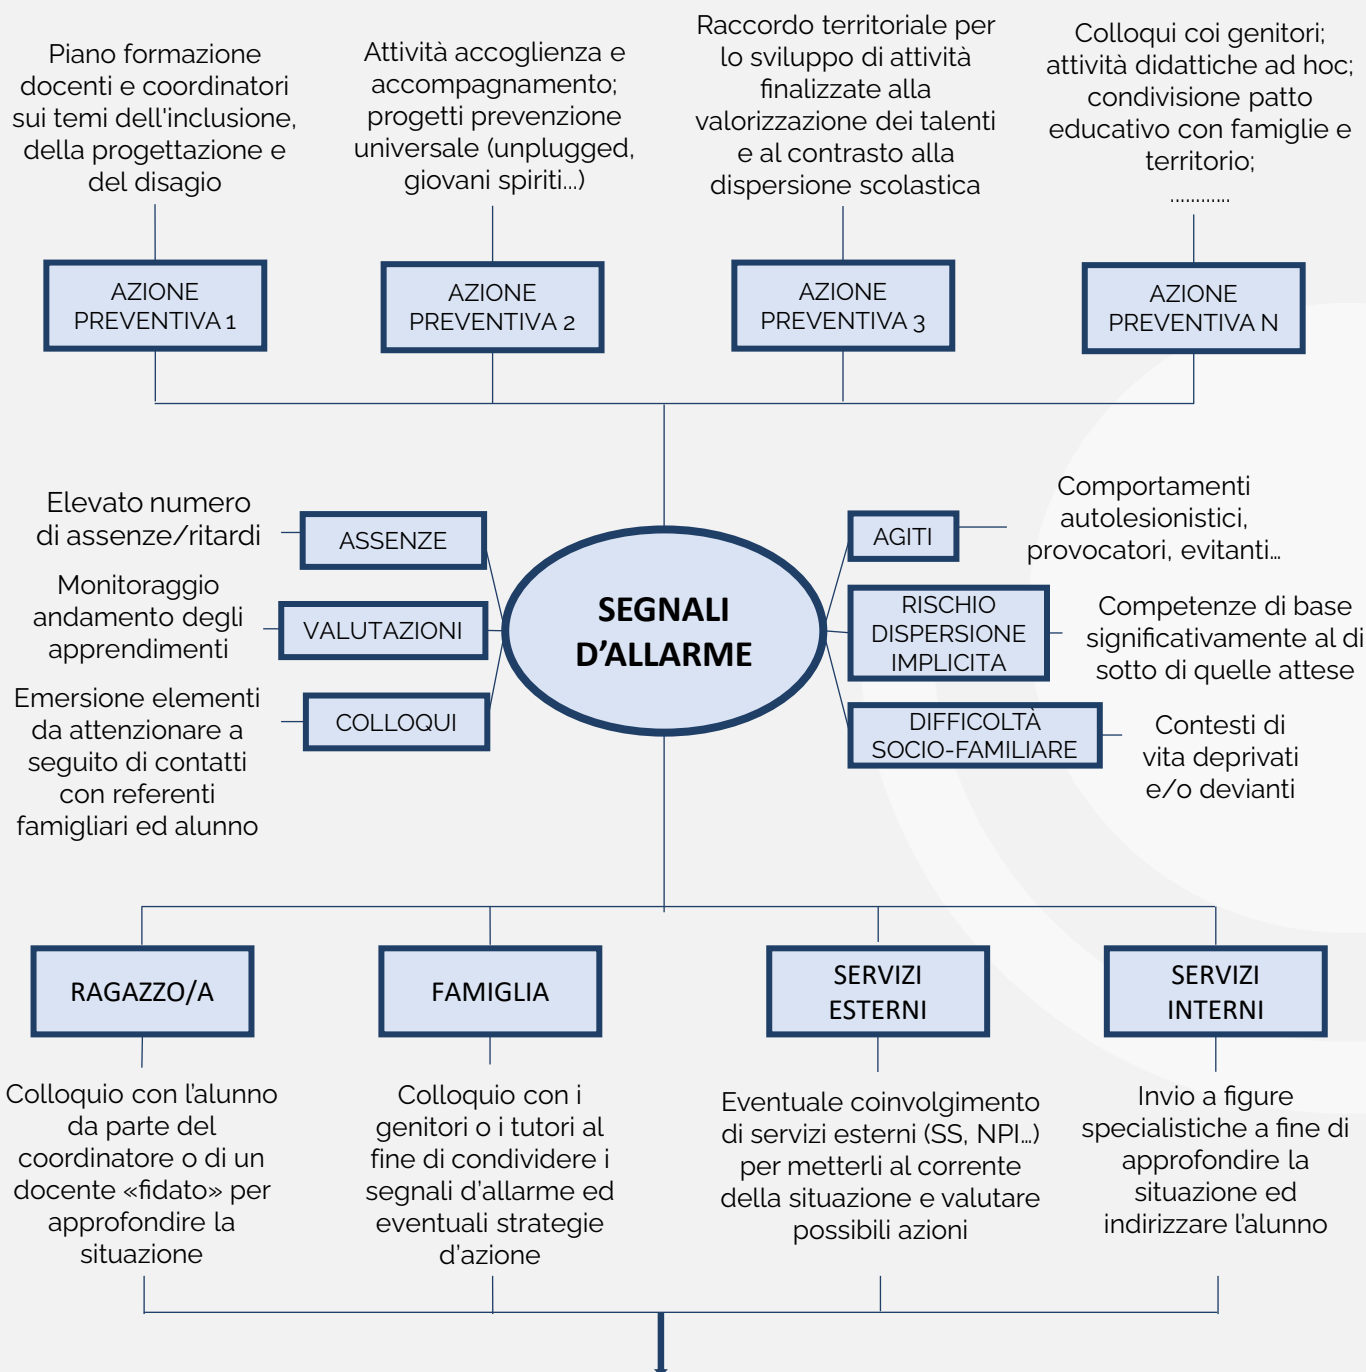 Piano formazione
docenti e coordinatori
sui temi dell'inclusione,
della progettazione e
del disagio
Attività accoglienza e
accompagnamento;
progetti prevenzione
universale (unplugged,
giovani spiriti...)
Raccordo territoriale per
lo sviluppo di attività
finalizzate alla
valorizzazione dei talenti
e al contrasto alla
dispersione scolastica
Colloqui coi genitori;
attività didattiche ad hoc;
condivisione patto
educativo con famiglie e
territorio;
............
AZIONE
PREVENTIVA 1
AZIONE
PREVENTIVA 2
AZIONE
PREVENTIVA 3
AZIONE
PREVENTIVA N
Elevato numero
di assenze/ritardi
ASSENZE
Monitoraggio
andamento degli
apprendimenti
VALUTAZIONI
Emersione elementi
da attenzionare a
seguito di contatti
con referenti
famigliari ed alunno
COLLOQUI
SEGNALI
D’ALLARME
AGITI
Comportamenti
autolesionistici,
provocatori, evitanti…
RISCHIO
DISPERSIONE
IMPLICITA
Competenze di base
significativamente al di
sotto di quelle attese
DIFFICOLTÀ
SOCIO-FAMILIARE
Contesti di
vita deprivati
e/o devianti
RAGAZZO/A
FAMIGLIA
SERVIZI
ESTERNI
SERVIZI
INTERNI
Colloquio con l’alunno
da parte del
coordinatore o di un
docente «fidato» per
approfondire la
situazione
Colloquio con i
genitori o i tutori al
fine di condividere i
segnali d’allarme ed
eventuali strategie
d’azione
Eventuale coinvolgimento
di servizi esterni (SS, NPI…)
per metterli al corrente
della situazione e valutare
possibili azioni
Invio a figure
specialistiche a fine di
approfondire la
situazione ed
indirizzare l’alunno